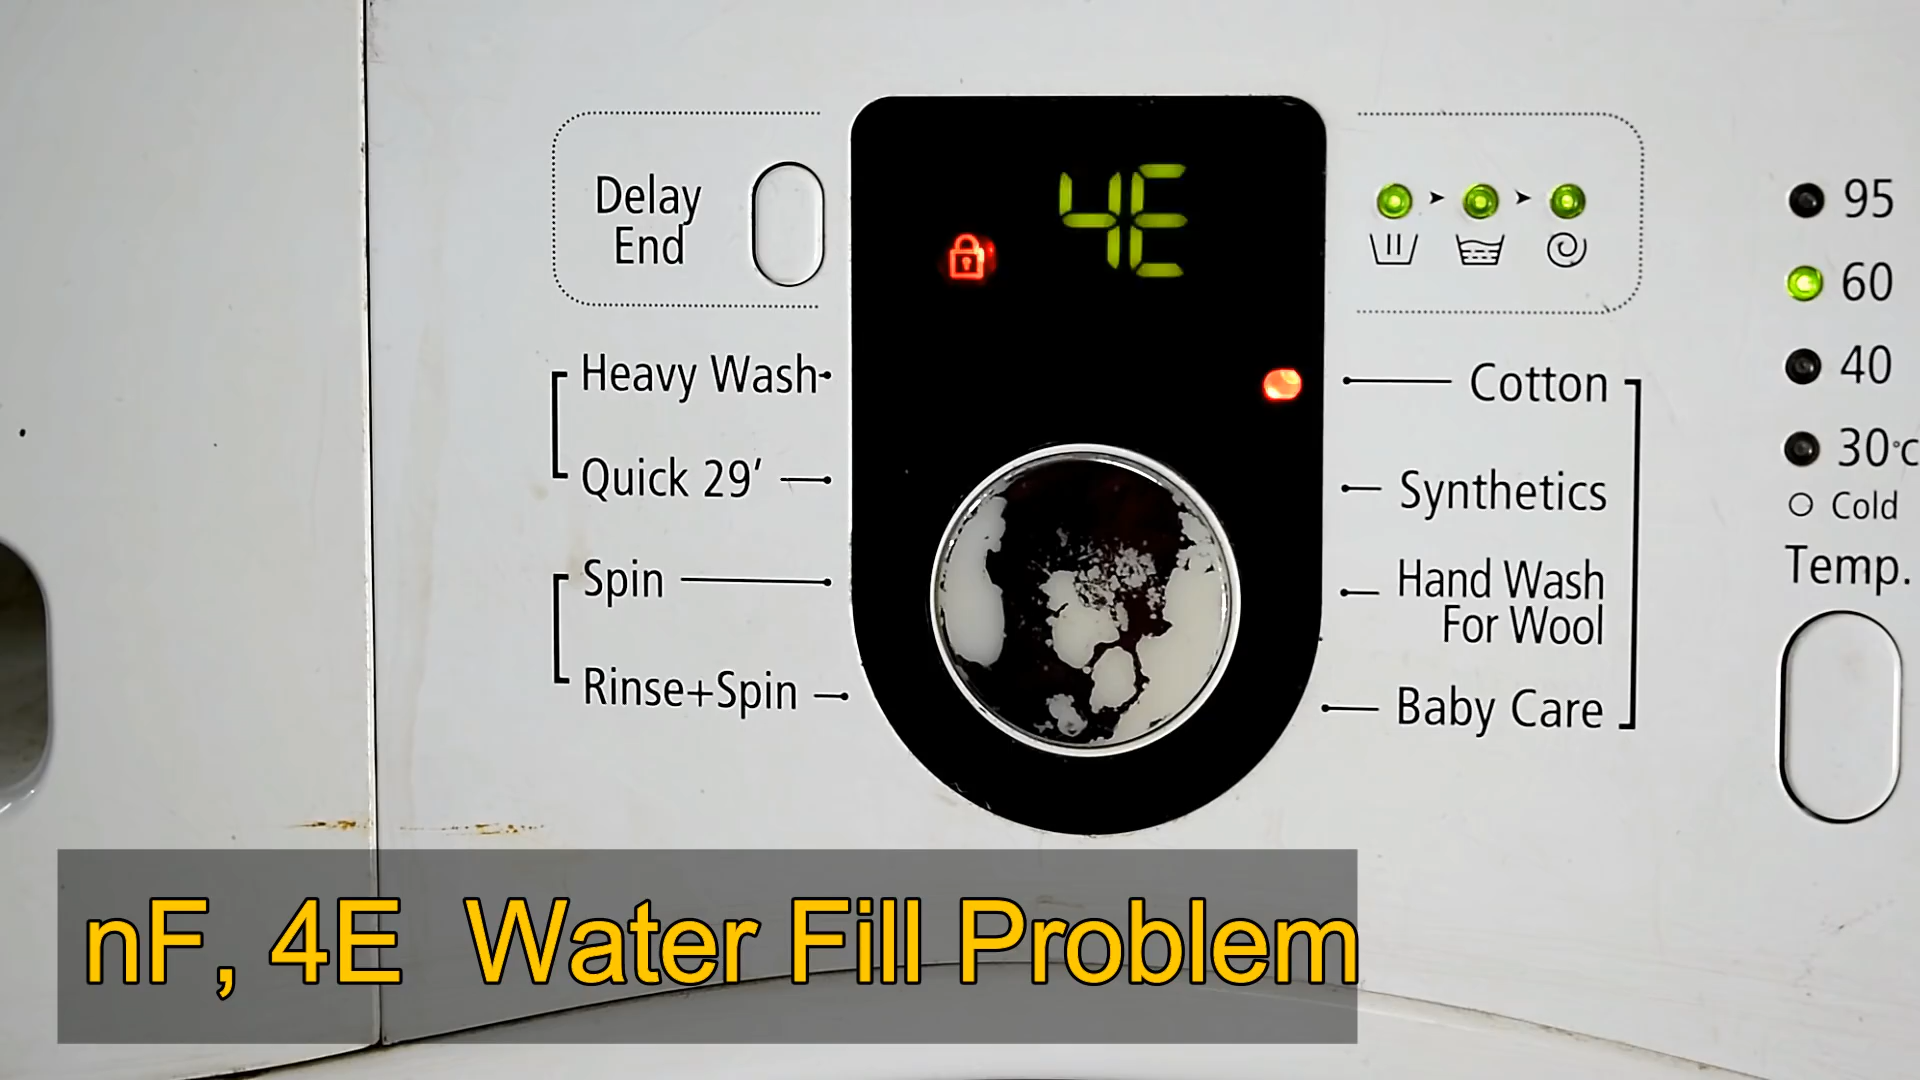 4E
Delay
End
Heavy Wash
Quick 29’
Spin
Rinse+Spin
Cotton
Synthetics
Hand Wash
For Wool
Baby Care
95
60
40
30°c
Cold
Temp.
nF, 4E Water Fill Problem